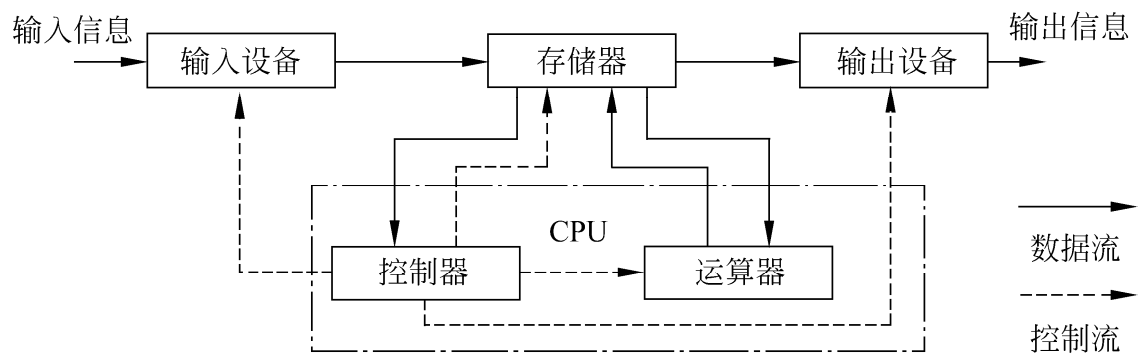 输入信息
输出信息
输入设备
存储器
输出设备
CPU
控制器
运算器
数据流
控制流